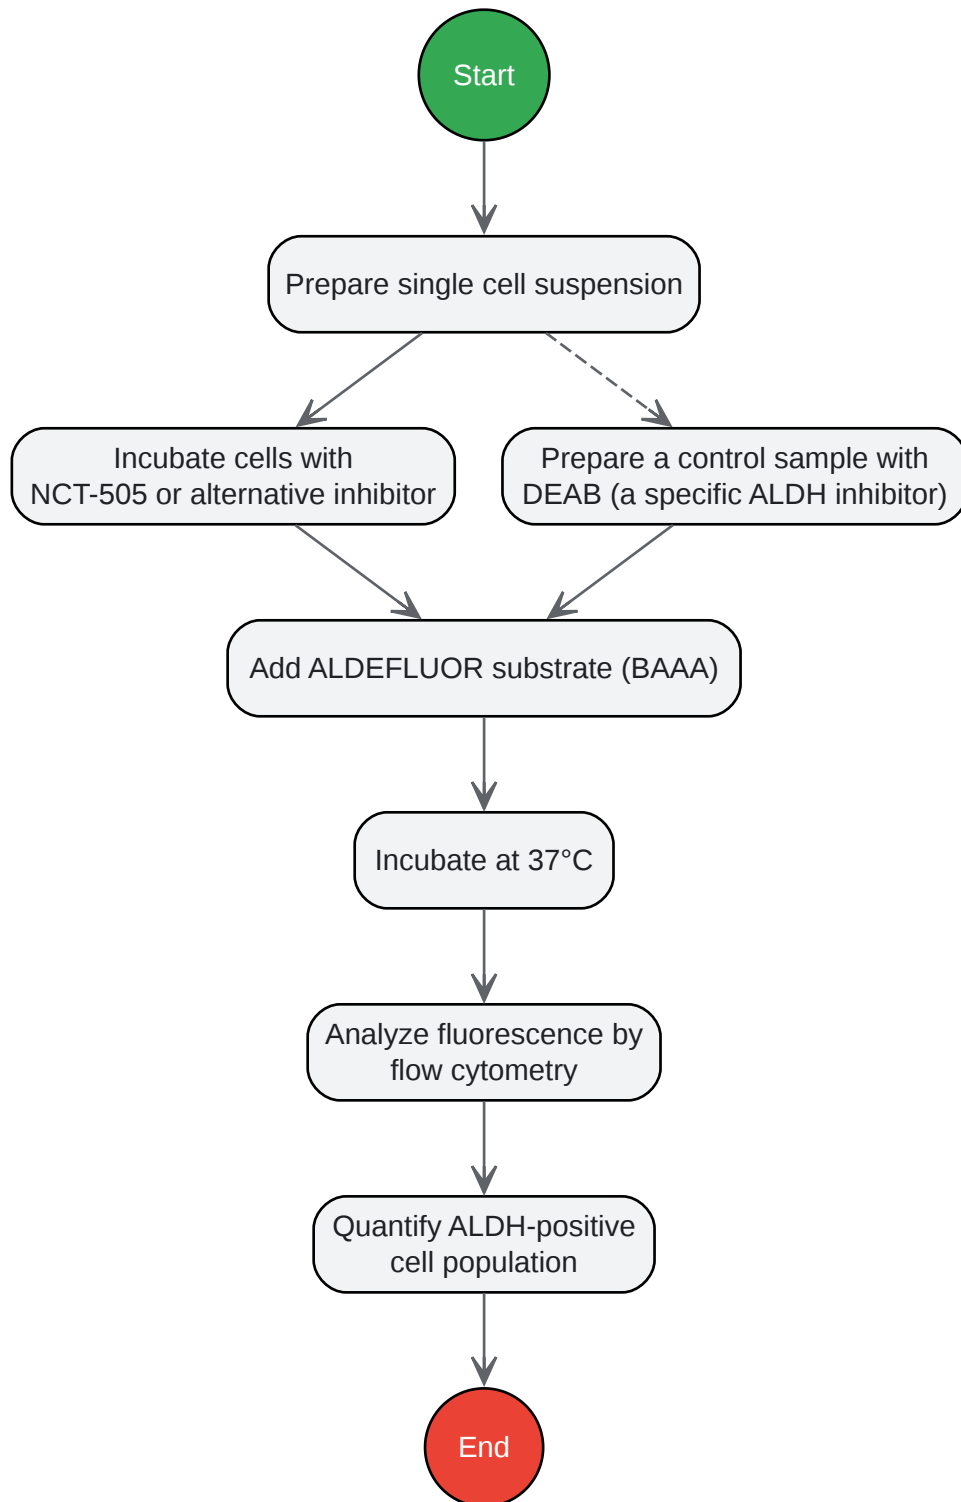 Start
Prepare single cell suspension
Incubate cells with
NCT-505 or alternative inhibitor
Prepare a control sample with
DEAB (a specific ALDH inhibitor)
Add ALDEFLUOR substrate (BAAA)
Incubate at 37°C
Analyze fluorescence by
flow cytometry
Quantify ALDH-positive
cell population
End